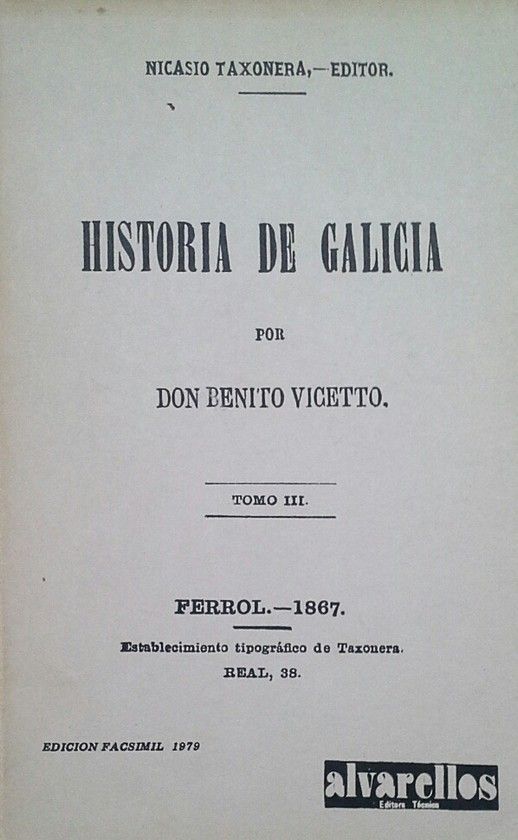 NICASIO TAXONERA,—EDITOR.
HISTORIA DE GALICIA
POR
DON BENITO VICETTO.
TOMO III.
FERROL.—1867.
Establecimiento tipográfico de Taxonera.
REAL, 38.
EDICION FACSIMIL 1979
alvarellos
Editora Técnica